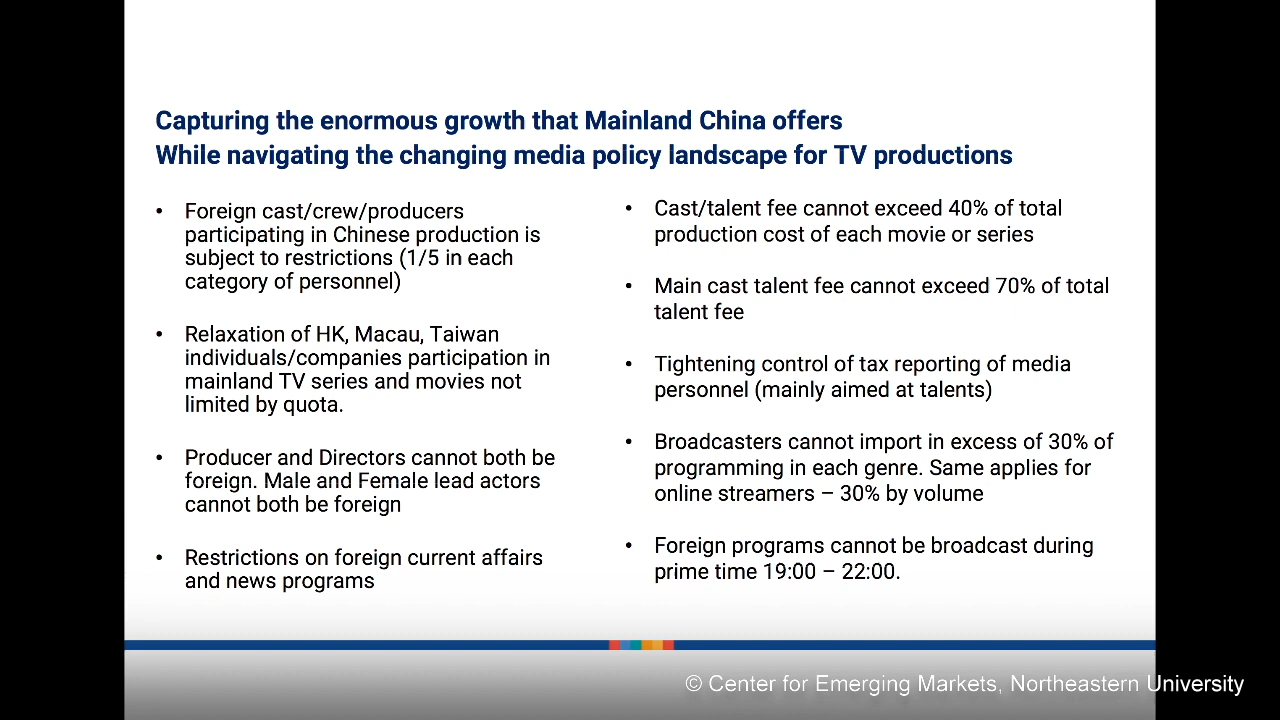 Capturing the enormous growth that Mainland China offers
While navigating the changing media policy landscape for TV productions
• Foreign cast/crew/producers
participating in Chinese production is
subject to restrictions (1/5 in each
category of personnel)
• Relaxation of HK, Macau, Taiwan
individuals/companies participation in
mainland TV series and movies not
limited by quota.
• Producer and Directors cannot both be
foreign. Male and Female lead actors
cannot both be foreign
• Restrictions on foreign current affairs
and news programs
• Cast/talent fee cannot exceed 40% of total
production cost of each movie or series
• Main cast talent fee cannot exceed 70% of total
talent fee
• Tightening control of tax reporting of media
personnel (mainly aimed at talents)
• Broadcasters cannot import in excess of 30% of
programming in each genre. Same applies for
online streamers – 30% by volume
• Foreign programs cannot be broadcast during
prime time 19:00 – 22:00.
© Center for Emerging Markets, Northeastern University